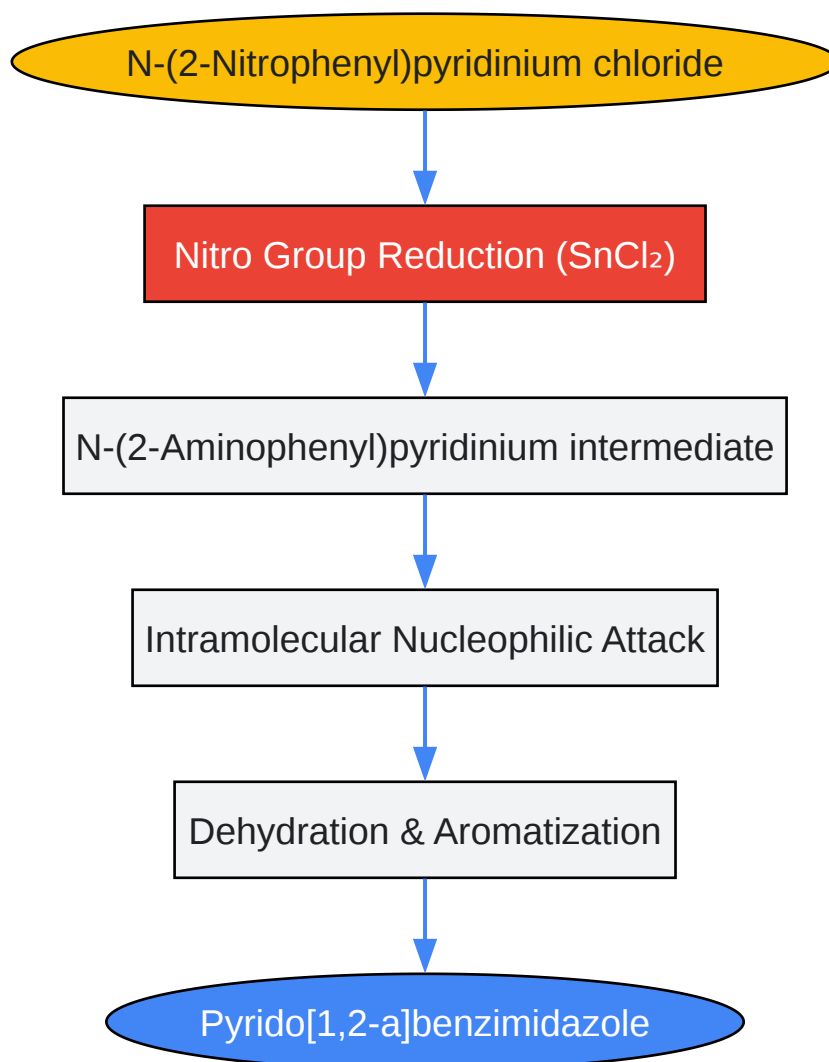 N-(2-Nitrophenyl)pyridinium chloride
Nitro Group Reduction (SnCl₂)
N-(2-Aminophenyl)pyridinium intermediate
Intramolecular Nucleophilic Attack
Dehydration & Aromatization
Pyrido[1,2-a]benzimidazole